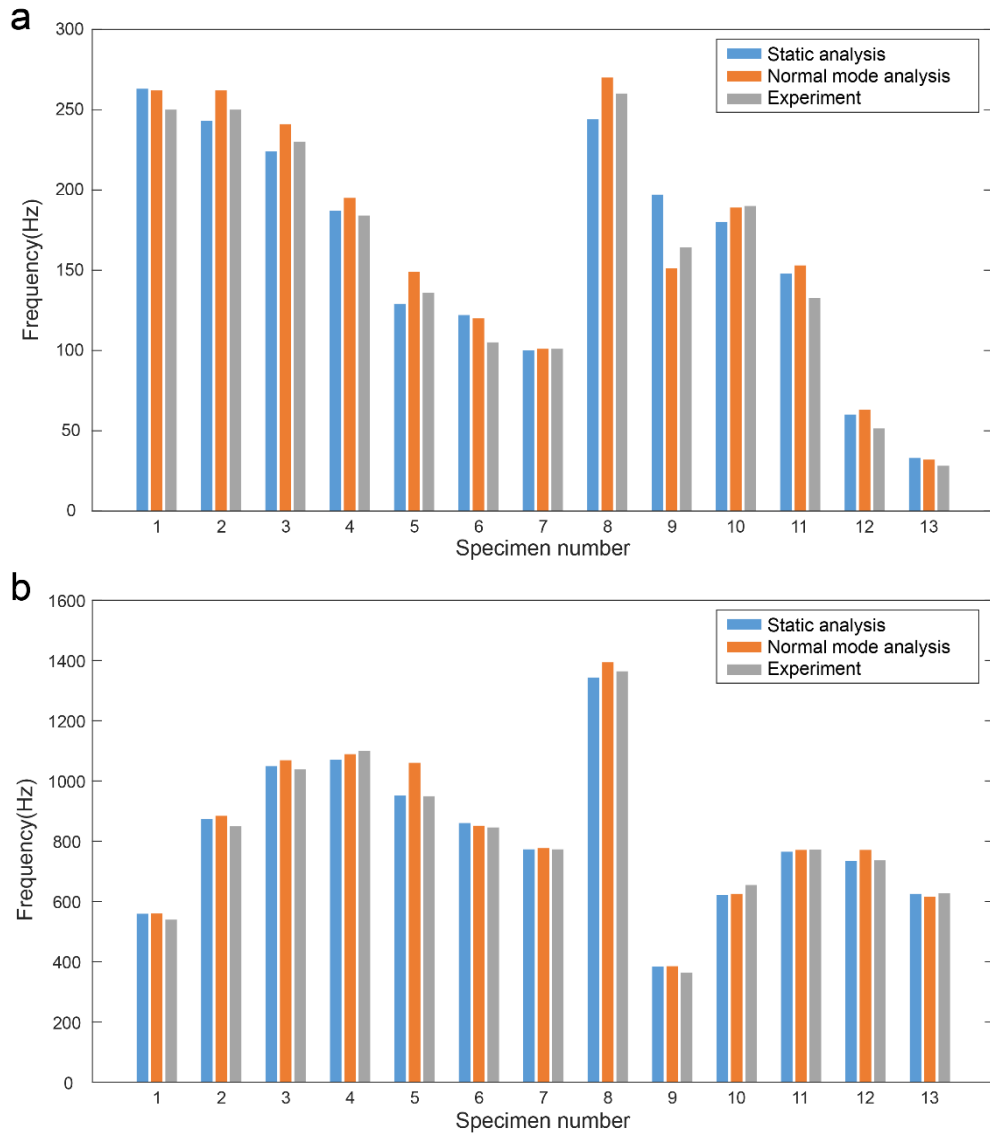 a
300
250
200
150
100
50
0
Frequency(Hz)
Static analysis
Normal mode analysis
Experiment
1 2 3 4 5 6 7 8 9 10 11 12 13
Specimen number
b
1600
1400
1200
1000
800
600
400
200
0
Frequency(Hz)
Static analysis
Normal mode analysis
Experiment
1 2 3 4 5 6 7 8 9 10 11 12 13
Specimen number